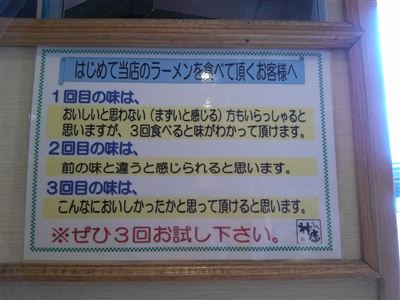 はじめて当店のラーメンを食べて頂くお客様へ
1回目の味は、
おいしいと思わない(まずいと感じる)方もいらっしゃると
思いますが、3回食べると味がわかって頂けます。
2回目の味は、
前の味と違うと感じられると思います。
3回目の味は、
こんなにおいしかったかと思って頂けると思います。
※ぜひ3回お試し下さい。